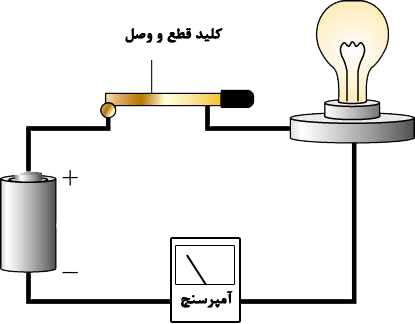 کلید قطع و وصل
+
_
آمپرسنج